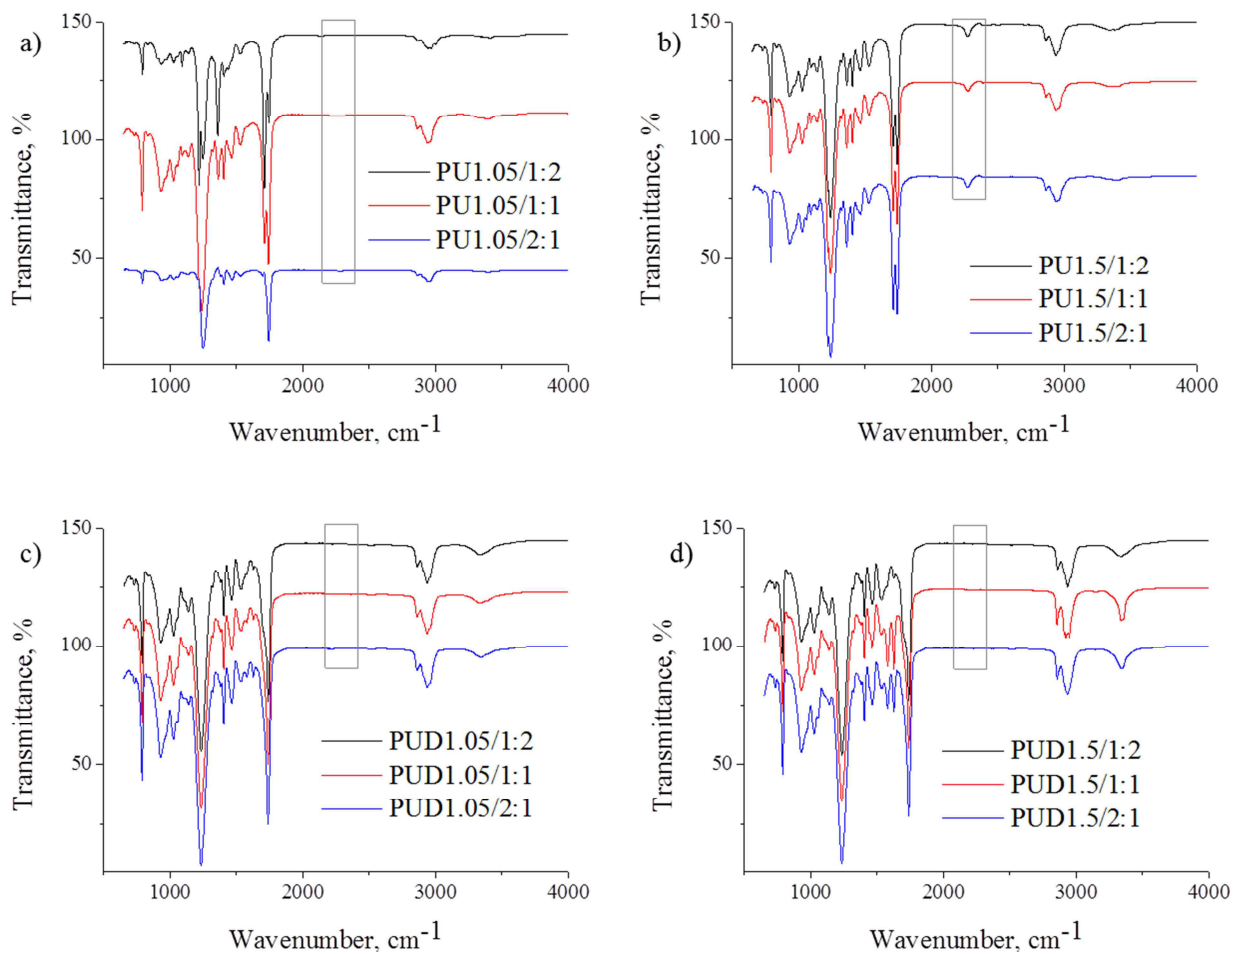 a)
150
100
50
Transmittance, %
PU1.05/1:2
PU1.05/1:1
PU1.05/2:1
1000 2000 3000 4000
Wavenumber, cm-1
b)
150
100
50
Transmittance, %
PU1.5/1:2
PU1.5/1:1
PU1.5/2:1
1000 2000 3000 4000
Wavenumber, cm-1
c)
150
100
50
Transmittance, %
PUD1.05/1:2
PUD1.05/1:1
PUD1.05/2:1
1000 2000 3000 4000
Wavenumber, cm-1
d)
150
100
50
Transmittance, %
PUD1.5/1:2
PUD1.5/1:1
PUD1.5/2:1
1000 2000 3000 4000
Wavenumber, cm-1